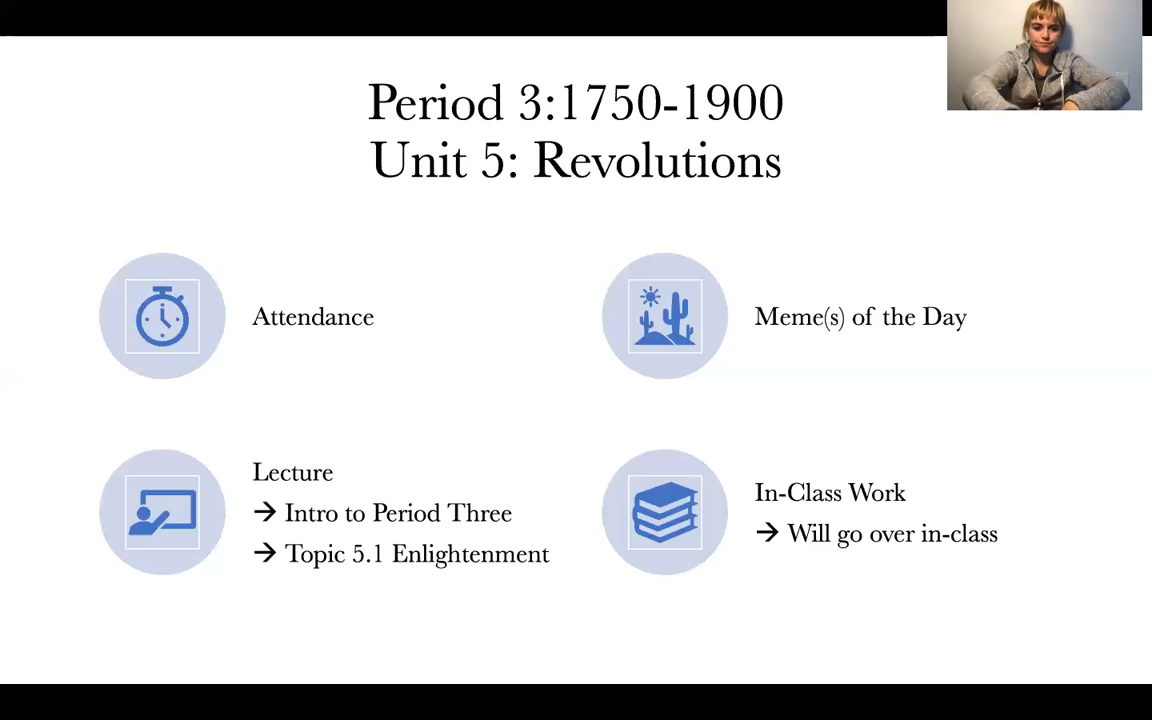 Period 3:1750-1900
Unit 5: Revolutions
Attendance
Meme(s) of the Day
Lecture
→ Intro to Period Three
→ Topic 5.1 Enlightenment
In-Class Work
→ Will go over in-class